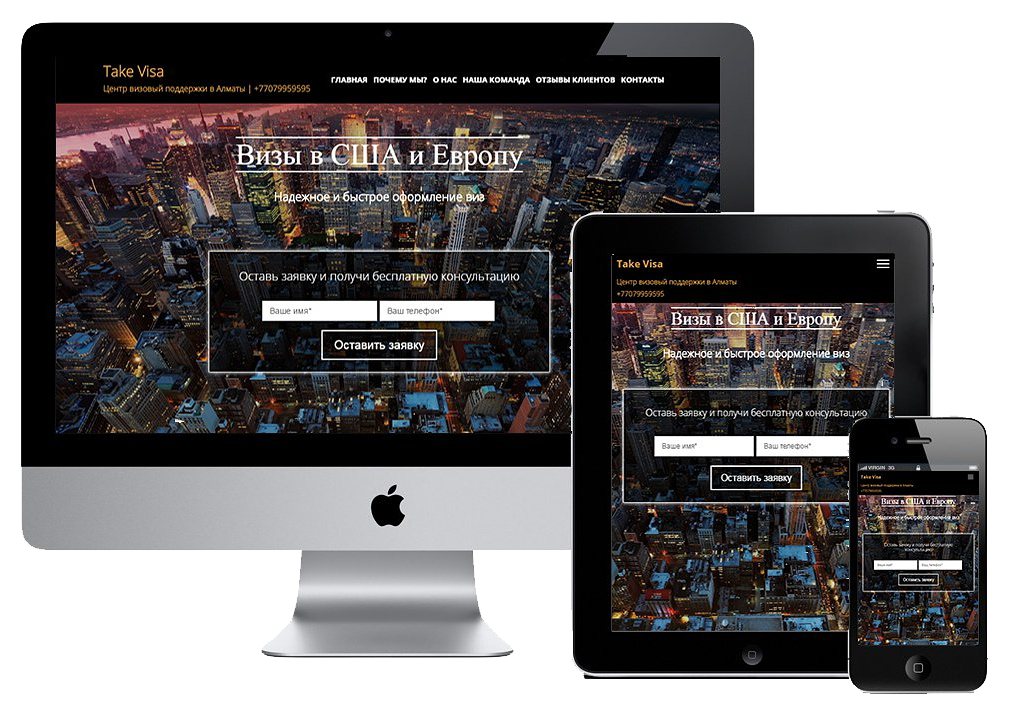 Take Visa
Центр визовый поддержки в Алматы | +77079959595
ГЛАВНАЯ ПОЧЕМУ МЫ? О НАС НАША КОМАНДА ОТЗЫВЫ КЛИЕНТОВ КОНТАКТЫ
Визы в США и Европу
Надежное и быстрое оформление виз
Оставь заявку и получи бесплатную консультацию
Ваше имя* Ваш телефон*
Оставить заявку
Take Visa
Центр визовый поддержки в Алматы
+77079959595
Визы в США и Европу
Надежное и быстрое оформление виз
Оставь заявку и получи бесплатную консультацию
Ваше имя* Ваш телефон*
Оставить заявку
VIRGIN 3G
Take Visa
Центр визовый поддержки в Алматы
+77079959595
Визы в США и Европу
Надежное и быстрое оформление виз
Оставь заявку и получи бесплатную
консультацию
Ваше имя* Ваш телефон*
Оставить заявку